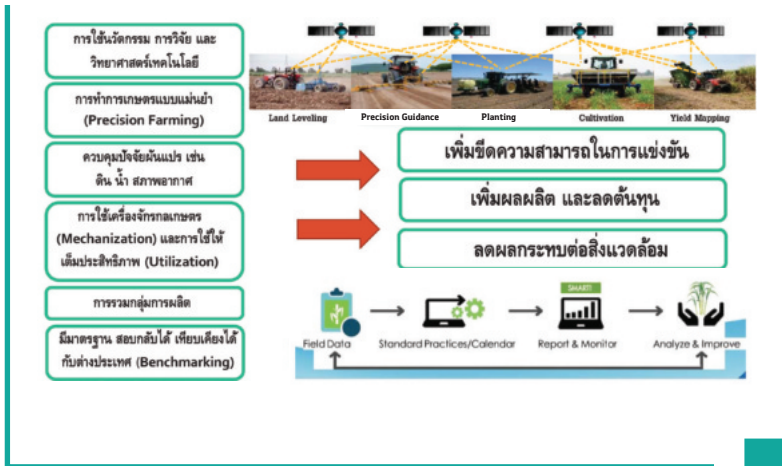 การใช้นวัตกรรม การวิจัย และ
วิทยาศาสตร์เทคโนโลยี
การทำการเกษตรแบบแม่นยำ
(Precision Farming)
ควบคุมปัจจัยผันแปร เช่น
ดิน น้ำ สภาพอากาศ
การใช้เครื่องจักรกลเกษตร
(Mechanization) และการใช้ให้
เต็มประสิทธิภาพ (Utilization)
การรวมกลุ่มการผลิต
มีมาตรฐาน สอบกลับได้ เทียบเคียงได้
กับต่างประเทศ (Benchmarking)
Land Leveling
Precision Guidance
Planting
Cultivation
Yield Mapping
เพิ่มขีดความสามารถในการแข่งขัน
เพิ่มผลผลิต และลดต้นทุน
ลดผลกระทบต่อสิ่งแวดล้อม
SMART!
Field Data
Standard Practices/Calendar
Report & Monitor
Analyze & Improve